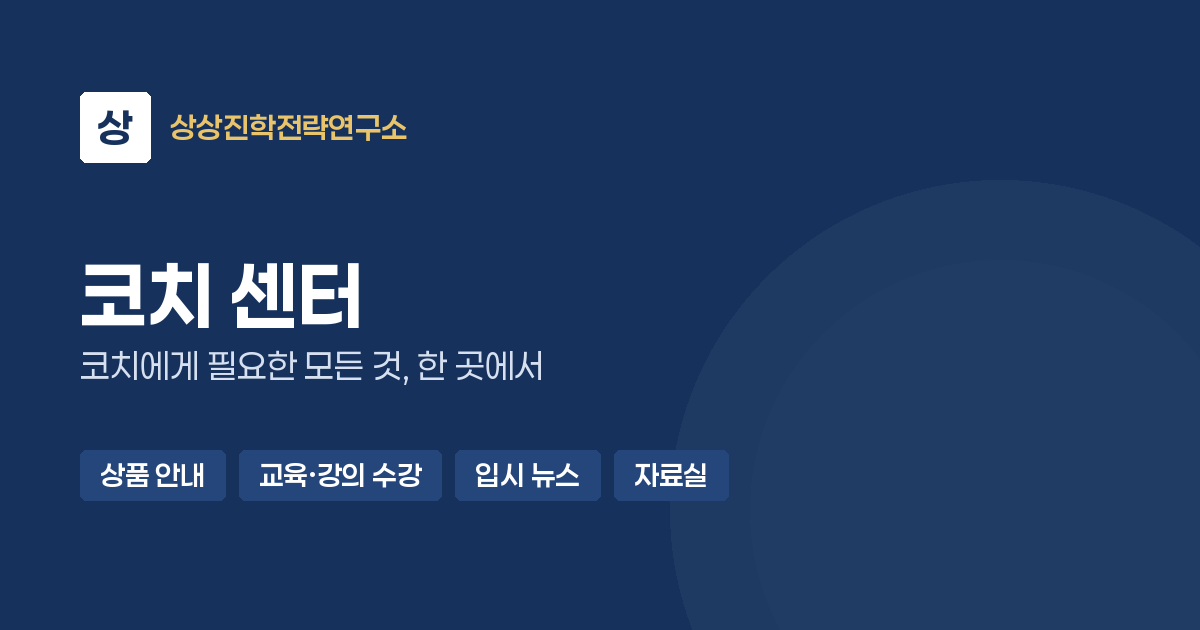 상
상상진학전략연구소
코치 센터
코치에게 필요한 모든 것, 한 곳에서
상품 안내
교육·강의 수강
입시 뉴스
자료실